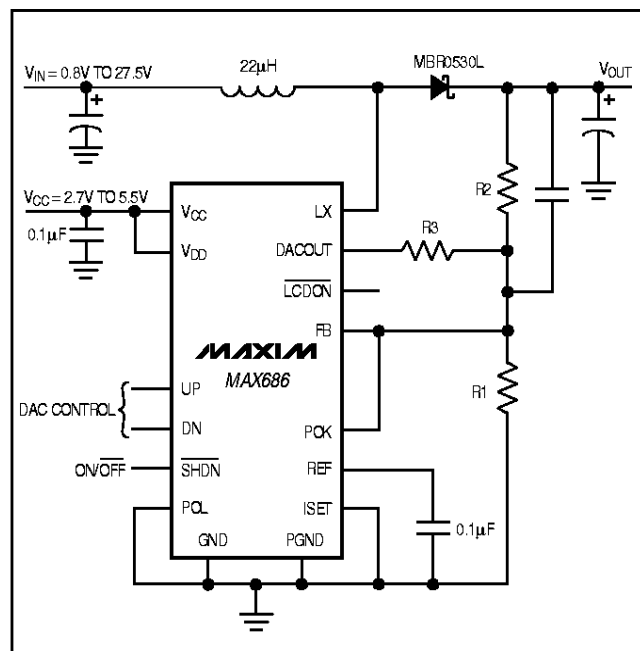 V_IN = 0.8V TO 27.5V
22µH
MBR0530L
V_OUT
+
+
R2
V_CC = 2.7V TO 5.5V
0.1µF
V_CC
LX
V_DD
DACOUT
R3
LCDON
FB
MAXIM
MAX686
R1
DAC CONTROL
UP
DN
POK
ON/OFF
SHDN
REF
POL
ISET
0.1µF
GND
PGND